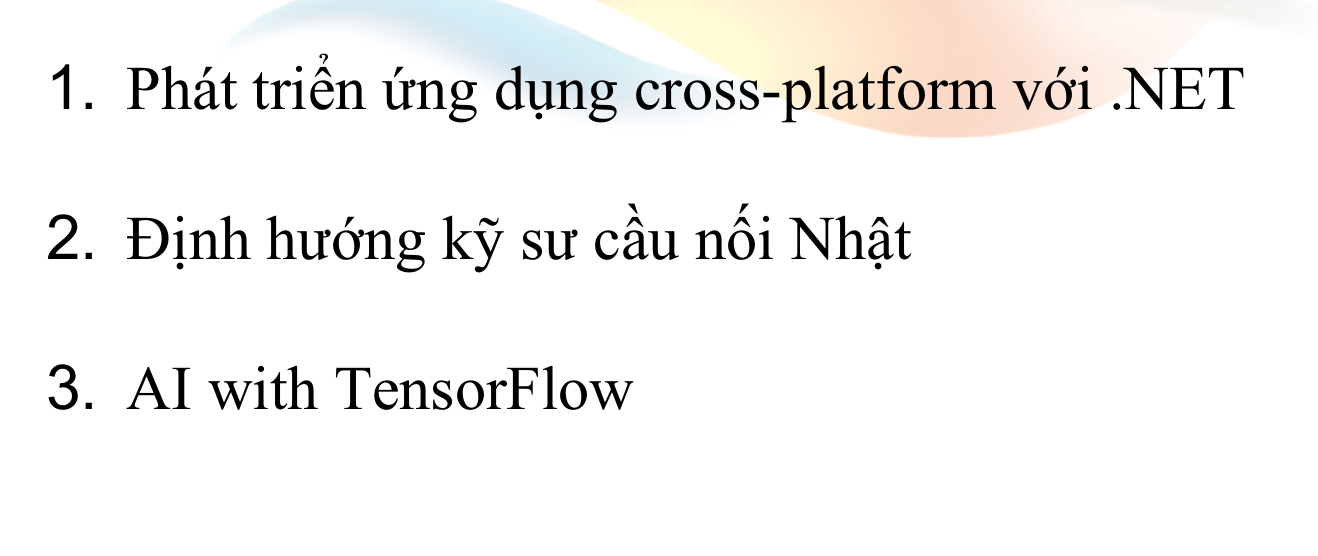 1. Phát triển ứng dụng cross-platform với .NET
2. Định hướng kỹ sư cầu nối Nhật
3. AI with TensorFlow